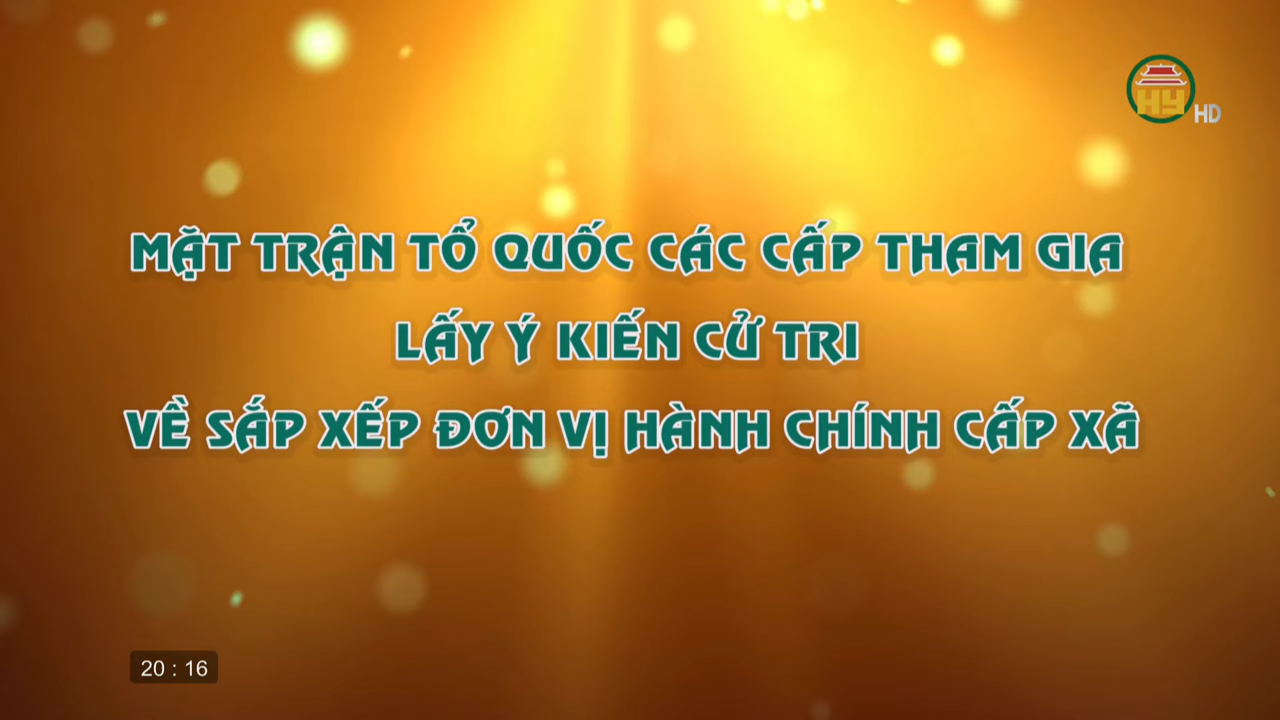 HY HD
MẶT TRẬN TỔ QUỐC CÁC CẤP THAM GIA
LẤY Ý KIẾN CỬ TRI
VỀ SẮP XẾP ĐƠN VỊ HÀNH CHÍNH CẤP XÃ
20 : 16